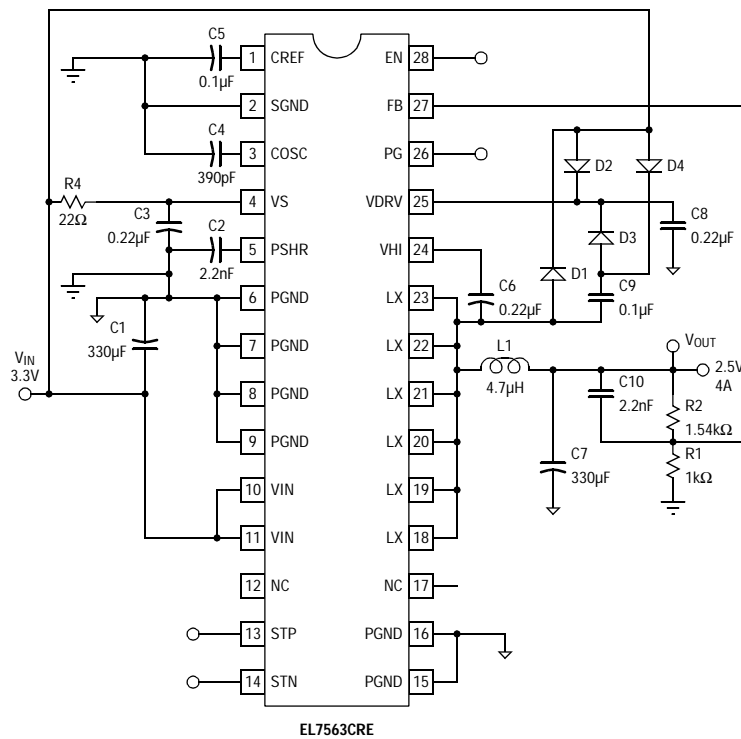 C5
0.1µF
1 CREF
EN 28
2 SGND
FB 27
C4
390pF
3 COSC
PG 26
D2
D4
R4
22Ω
C3
0.22µF
4 VS
VDRV 25
C2
2.2nF
5 PSHR
VHI 24
D3
C8
0.22µF
D1
C6
0.22µF
C9
0.1µF
6 PGND
LX 23
C1
330µF
7 PGND
LX 22
L1
4.7µH
VOUT
2.5V
4A
VIN
3.3V
8 PGND
LX 21
C10
2.2nF
R2
1.54kΩ
9 PGND
LX 20
C7
330µF
R1
1kΩ
10 VIN
LX 19
11 VIN
LX 18
12 NC
NC 17
13 STP
PGND 16
14 STN
PGND 15
EL7563CRE